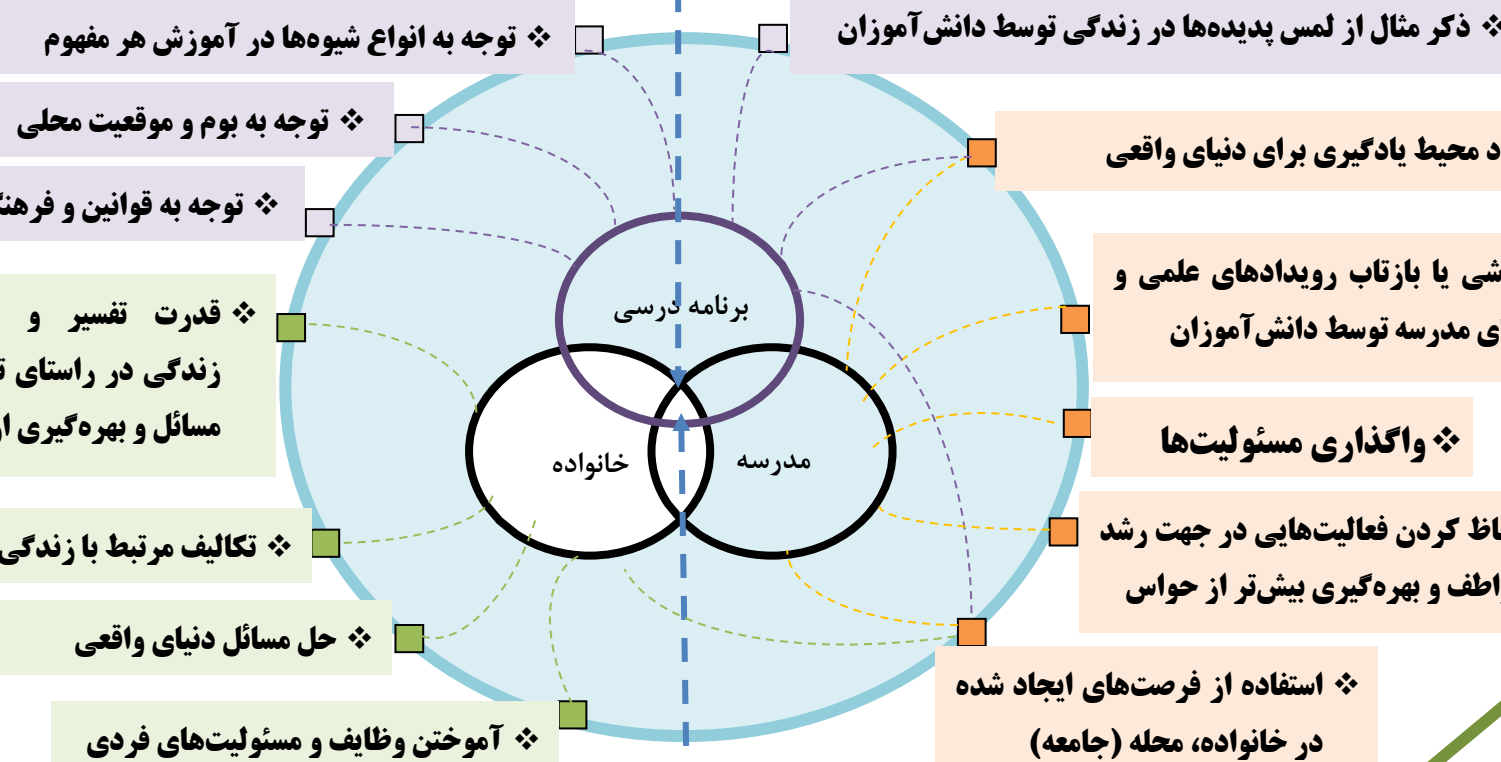 ❖ ذکر مثال از لمس پدیده‌ها در زندگی توسط دانش‌آموزان
❖ توجه به انواع شیوه‌ها در آموزش هر مفهوم
❖ توجه به بوم و موقعیت محلی
❖ توجه به قوانین و
محیط یادگیری برای دنیای واقعی
یا بازتاب رویدادهای علمی و
مدرسه توسط دانش‌آموزان
❖ واگذاری مسئولیت‌ها
کردن فعالیت‌هایی در جهت رشد
و بهره‌گیری بیش‌تر از حواس
❖ استفاده از فرصت‌های ایجاد شده
در خانواده، محله (جامعه)
برنامه درسی
مدرسه
خانواده
❖ قدرت تفسیر و
زندگی در راستای
مسائل و بهره‌گیری
❖ تکالیف مرتبط با زندگی
❖ حل مسائل دنیای واقعی
❖ آموختن وظایف و مسئولیت‌های فردی